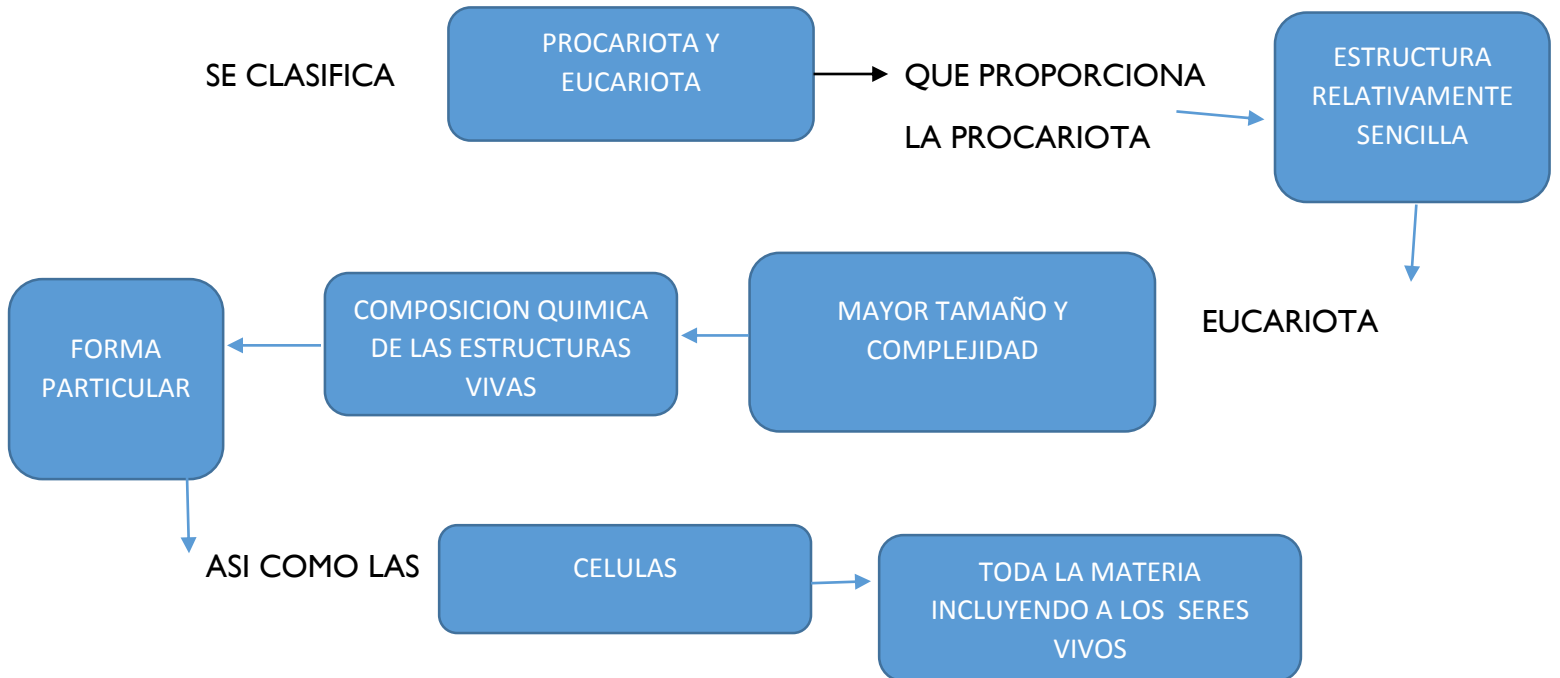 SE CLASIFICA
PROCARIOTA Y
EUCARIOTA
QUE PROPORCIONA
LA PROCARIOTA
ESTRUCTURA
RELATIVAMENTE
SENCILLA
EUCARIOTA
MAYOR TAMAÑO Y
COMPLEJIDAD
COMPOSICION QUIMICA
DE LAS ESTRUCTURAS
VIVAS
FORMA
PARTICULAR
ASI COMO LAS
CELULAS
TODA LA MATERIA
INCLUYENDO A LOS SERES
VIVOS